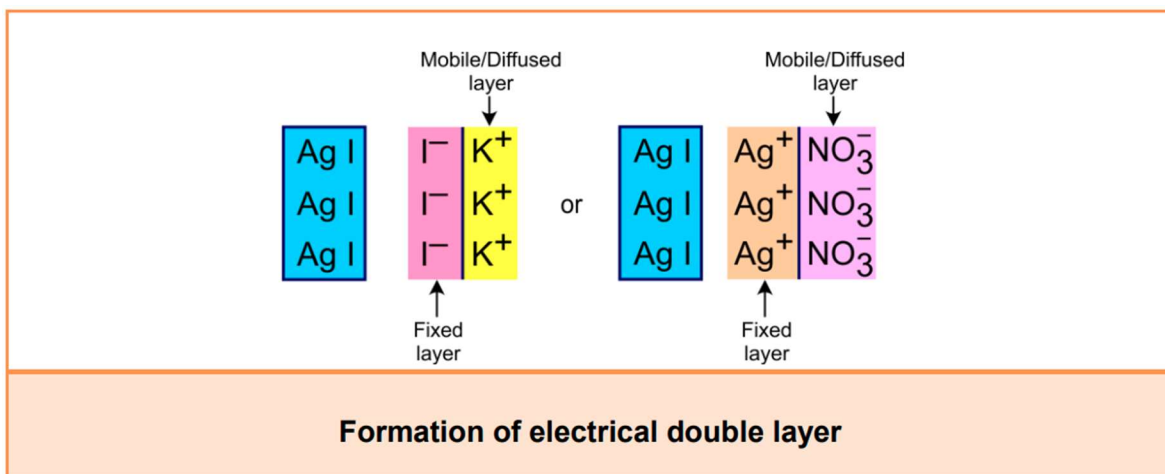 Mobile/Diffused
layer
Mobile/Diffused
layer
Ag I I⁻ K⁺
Ag I I⁻ K⁺
Ag I I⁻ K⁺
or
Ag I Ag⁺ NO₃⁻
Ag I Ag⁺ NO₃⁻
Ag I Ag⁺ NO₃⁻
Fixed
layer
Fixed
layer
Formation of electrical double layer